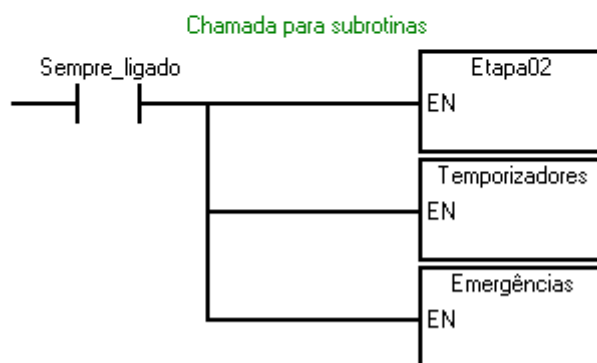 Chamada para subrotinas
Sempre_ligado
Etapa02
EN
Temporizadores
EN
Emergências
EN